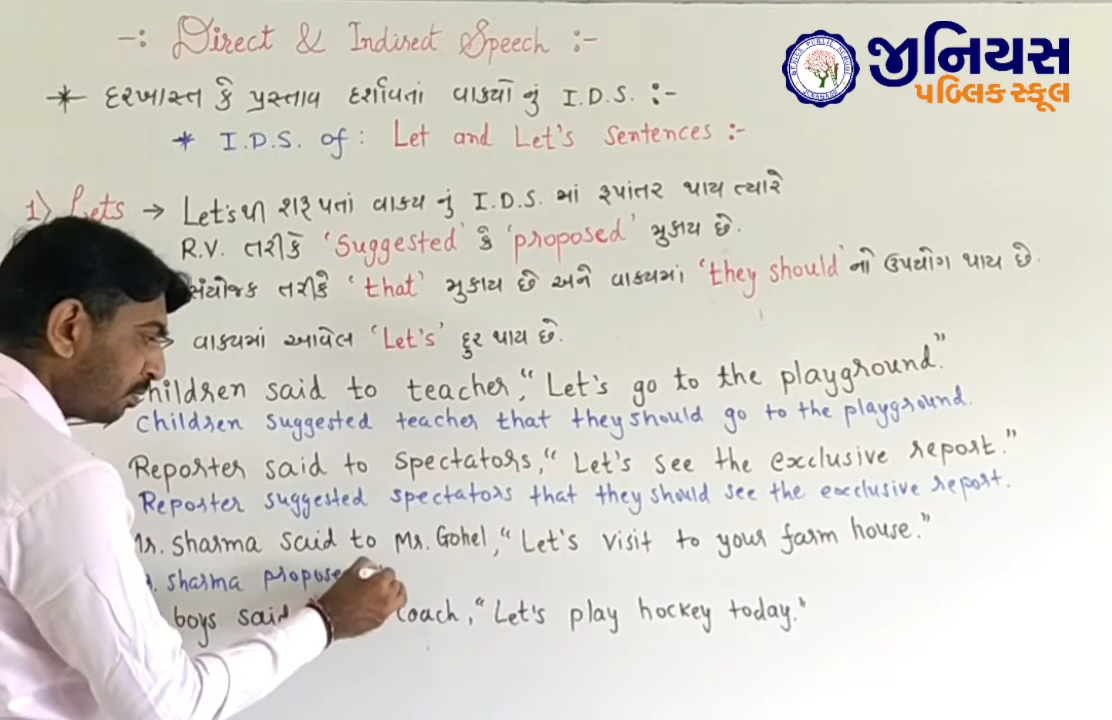 -: Direct & Indirect Speech :-
જીનિયસ
પબ્લિક સ્કૂલ
* દરખાસ્ત કે પ્રસ્તાવ દર્શાવતાં વાક્યો નું I.D.S. :-
* I.D.S. of : Let and Let's Sentences :-
1) Lets → Let's થી શરૂ થતાં વાક્ય નું I.D.S. માં રૂપાંતર થાય ત્યારે
R.V. તરીકે 'suggested' કે 'proposed' મુકાય છે.
સંયોજક તરીકે 'that' મુકાય છે અને વાક્યમાં 'they should' નો ઉપયોગ થાય છે.
વાક્યમાં આવેલ 'Let's' દુર થાય છે.
hildren said to teacher, "Let's go to the playground."
children suggested teacher that they should go to the playground.
Reporter said to spectators, "Let's see the exclusive report."
Reporter suggested spectators that they should see the exclusive report.
Mr. Sharma said to Mr. Gohel, "Let's visit to your farm house."
. Sharma propose
boys said coach, "Let's play hockey today."